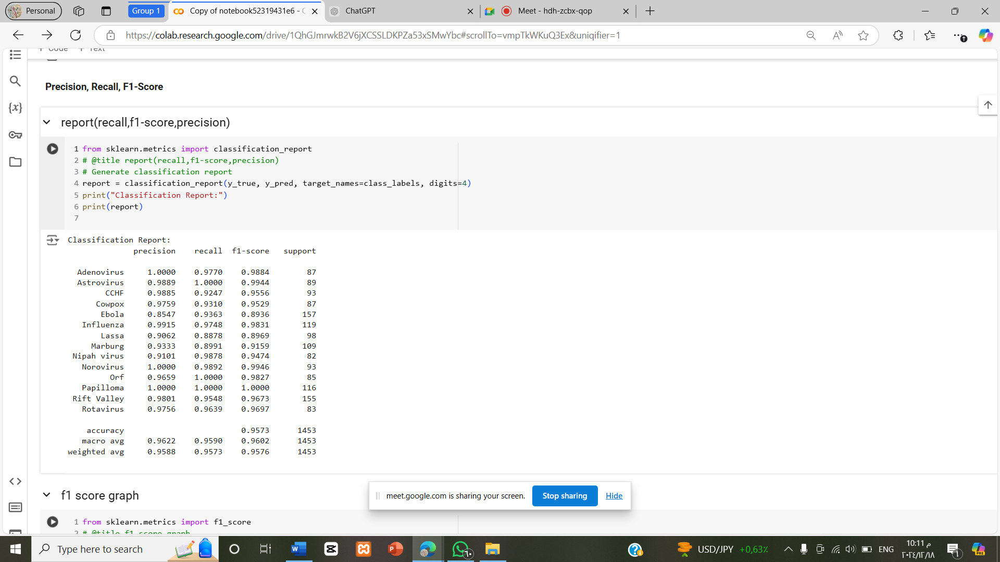 Personal
Group 1
Copy of notebook52319431e6 - C
ChatGPT
Meet - hdh-zcbx-qop
https://colab.research.google.com/drive/1QhGJmrwkB2V6jXCSSLDKPZa53xSMwYbc#scrollTo=vmpTkWKuQ3Ex&uniqifier=1
+ Code + Text
Precision, Recall, F1-Score
report(recall,f1-score,precision)
1 from sklearn.metrics import classification_report
2 # @title report(recall,f1-score,precision)
3 # Generate classification report
4 report = classification_report(y_true, y_pred, target_names=class_labels, digits=4)
5 print("Classification Report:")
6 print(report)
7
Classification Report:
precision recall f1-score support
Adenovirus 1.0000 0.9770 0.9884 87
Astrovirus 0.9889 1.0000 0.9944 89
CCHF 0.9885 0.9247 0.9556 93
Cowpox 0.9759 0.9310 0.9529 87
Ebola 0.8547 0.9363 0.8936 157
Influenza 0.9915 0.9748 0.9831 119
Lassa 0.9062 0.8878 0.8969 98
Marburg 0.9333 0.8991 0.9159 109
Nipah virus 0.9101 0.9878 0.9474 82
Norovirus 1.0000 0.9892 0.9946 93
Orf 0.9659 1.0000 0.9827 85
Papilloma 1.0000 1.0000 1.0000 116
Rift Valley 0.9801 0.9548 0.9673 155
Rotavirus 0.9756 0.9639 0.9697 83
accuracy 0.9573 1453
macro avg 0.9622 0.9590 0.9602 1453
weighted avg 0.9588 0.9573 0.9576 1453
f1 score graph
meet.google.com is sharing your screen.
Stop sharing
Hide
1 from sklearn.metrics import f1_score
2 # @title f1 score graph
Type here to search
USD/JPY +0,63٪
ENG
10:11 م
٢٠٢٤/١٢/١٨